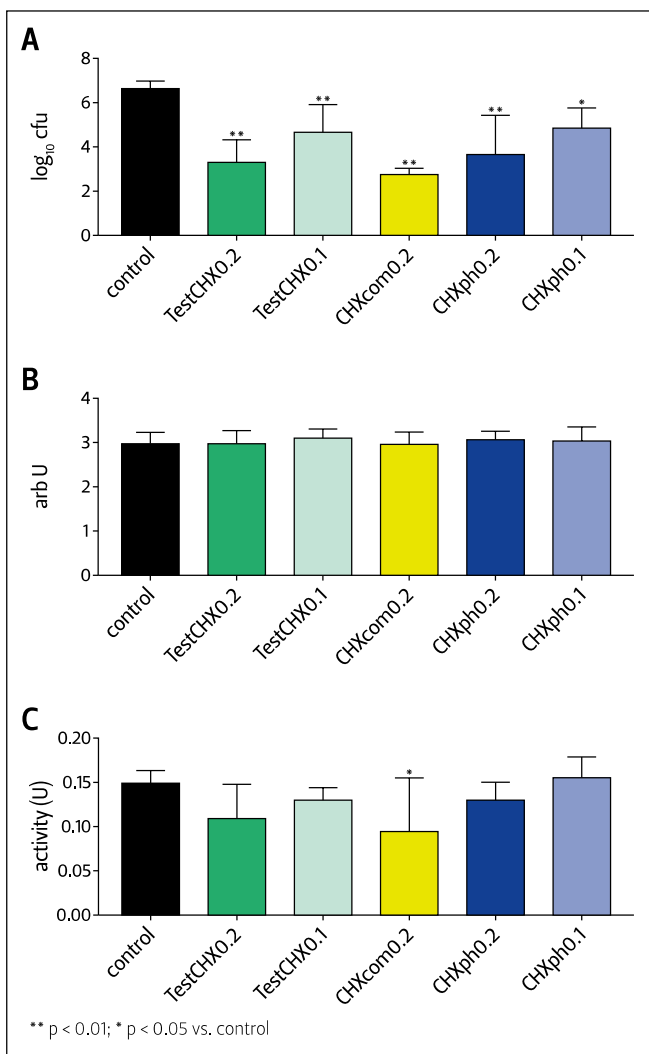 A
8
6
4
2
0
log₁₀ cfu
**
**
**
**
*
control
TestCHX0.2
TestCHX0.1
CHXcom0.2
CHXph0.2
CHXph0.1
B
4
3
2
1
0
arb U
control
TestCHX0.2
TestCHX0.1
CHXcom0.2
CHXph0.2
CHXph0.1
C
0.20
0.15
0.10
0.05
0.00
activity (U)
*
control
TestCHX0.2
TestCHX0.1
CHXcom0.2
CHXph0.2
CHXph0.1
** p < 0.01; * p < 0.05 vs. control